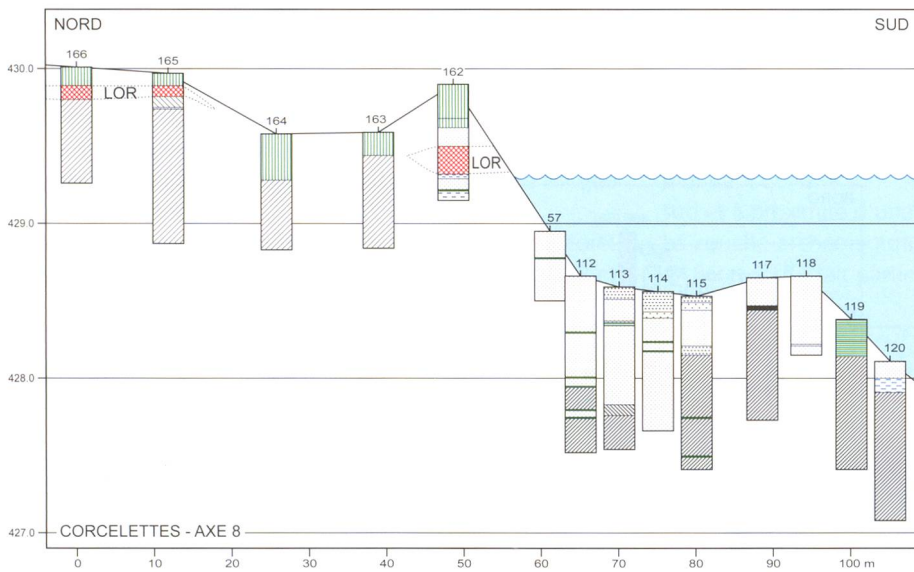 NORD SUD
166 165 162
430.0
LOR
164 163
LOR
429.0
57
112 113 114 115 117 118
119
120
428.0
427.0 CORCELETTES - AXE 8
0 10 20 30 40 50 60 70 80 90 100 m